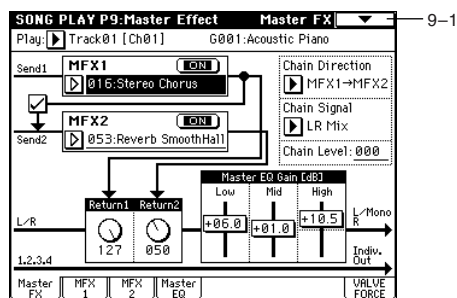 SONG PLAY P9:Master Effect Master FX
9–1
Play: Track01 [Ch01] G001:Acoustic Piano
Send1 MFX1 ON
016:Stereo Chorus
Chain Direction
MFX1→MFX2
Chain Signal
LR Mix
Chain Level: 000
MFX2 ON
Send2 053:Reverb SmoothHall
Master EQ Gain [dB]
Low Mid High
Return1 Return2
127 050
+06.0 +01.0 +10.5
L/R
L/Mono
R
1.2.3.4
Indiv.
Out
Master FX MFX 1 MFX 2 Master EQ VALVE FORCE